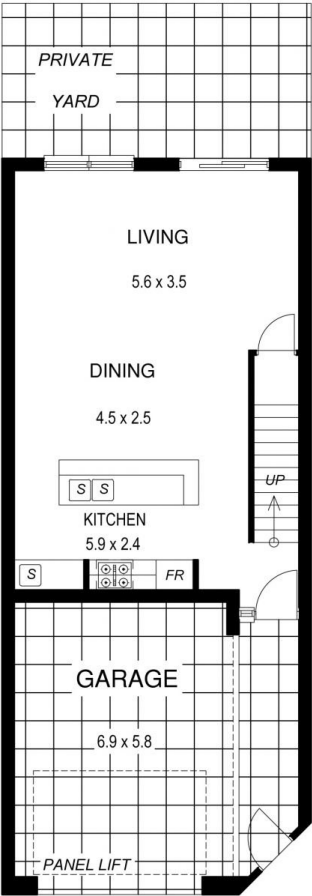 PRIVATE
YARD
LIVING
5.6 x 3.5
DINING
4.5 x 2.5
UP
S S
KITCHEN
5.9 x 2.4
S
FR
GARAGE
6.9 x 5.8
PANEL LIFT